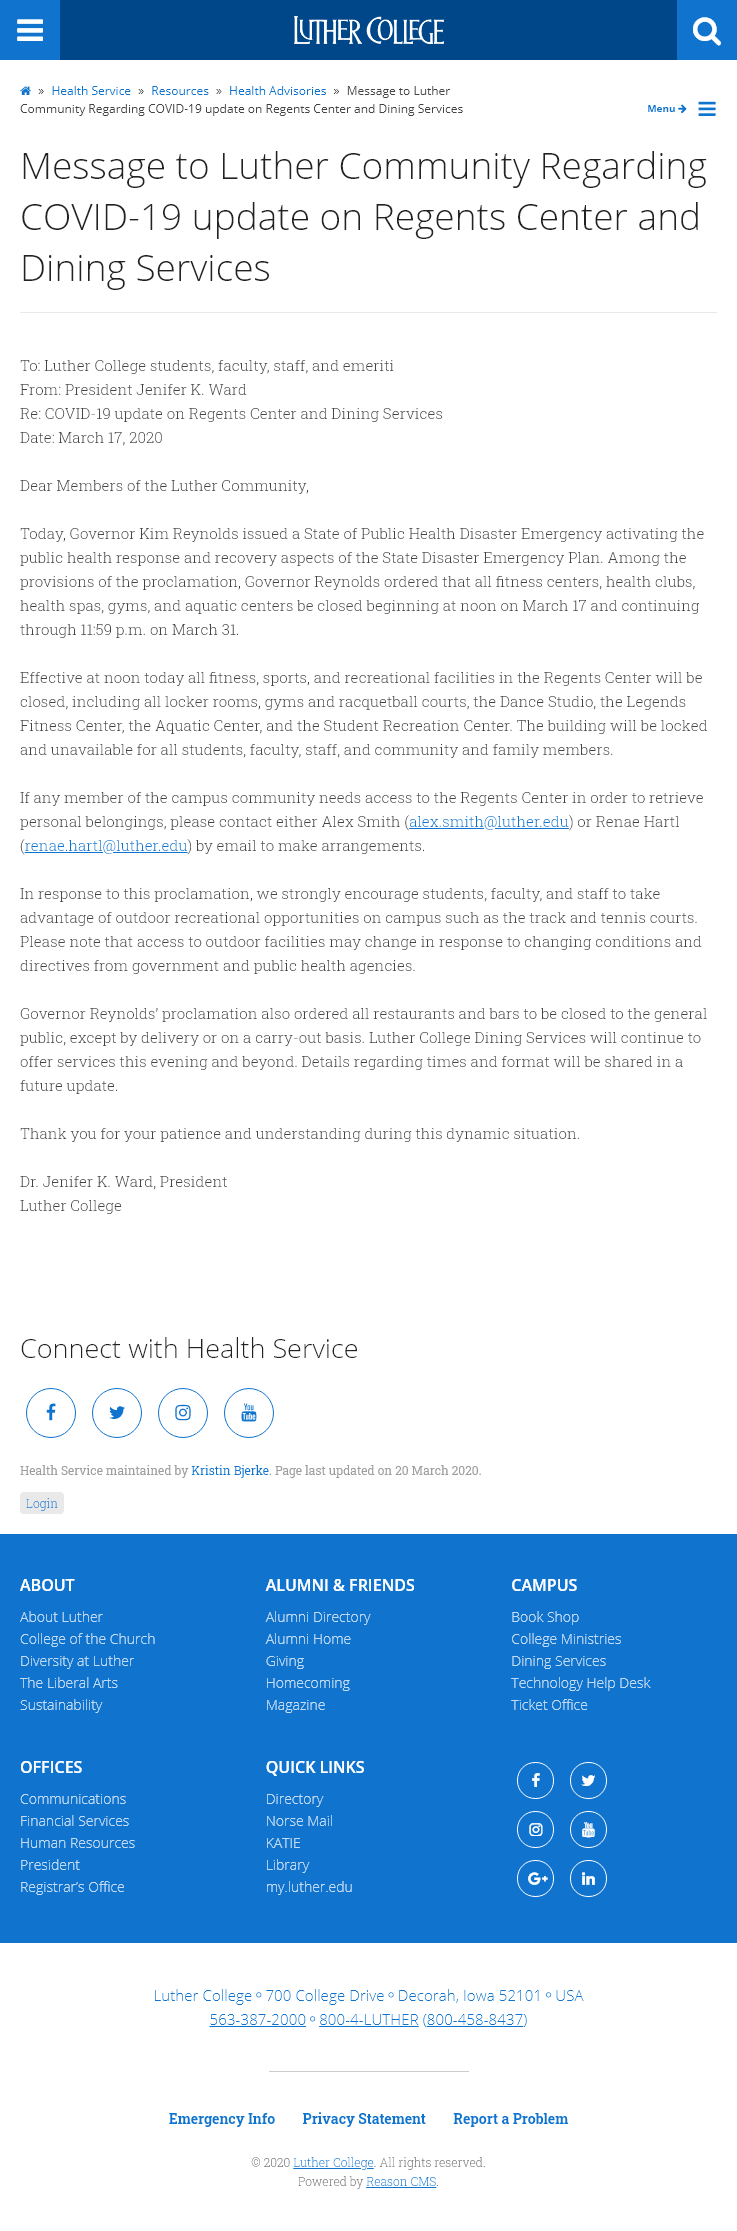 LUTHER COLLEGE
» Health Service » Resources » Health Advisories » Message to Luther
Community Regarding COVID-19 update on Regents Center and Dining Services
Menu
Message to Luther Community Regarding
COVID-19 update on Regents Center and
Dining Services
To: Luther College students, faculty, staff, and emeriti
From: President Jenifer K. Ward
Re: COVID-19 update on Regents Center and Dining Services
Date: March 17, 2020
Dear Members of the Luther Community,
Today, Governor Kim Reynolds issued a State of Public Health Disaster Emergency activating the
public health response and recovery aspects of the State Disaster Emergency Plan. Among the
provisions of the proclamation, Governor Reynolds ordered that all fitness centers, health clubs,
health spas, gyms, and aquatic centers be closed beginning at noon on March 17 and continuing
through 11:59 p.m. on March 31.
Effective at noon today all fitness, sports, and recreational facilities in the Regents Center will be
closed, including all locker rooms, gyms and racquetball courts, the Dance Studio, the Legends
Fitness Center, the Aquatic Center, and the Student Recreation Center. The building will be locked
and unavailable for all students, faculty, staff, and community and family members.
If any member of the campus community needs access to the Regents Center in order to retrieve
personal belongings, please contact either Alex Smith (alex.smith@luther.edu) or Renae Hartl
(renae.hartl@luther.edu) by email to make arrangements.
In response to this proclamation, we strongly encourage students, faculty, and staff to take
advantage of outdoor recreational opportunities on campus such as the track and tennis courts.
Please note that access to outdoor facilities may change in response to changing conditions and
directives from government and public health agencies.
Governor Reynolds’ proclamation also ordered all restaurants and bars to be closed to the general
public, except by delivery or on a carry-out basis. Luther College Dining Services will continue to
offer services this evening and beyond. Details regarding times and format will be shared in a
future update.
Thank you for your patience and understanding during this dynamic situation.
Dr. Jenifer K. Ward, President
Luther College
Connect with Health Service
You Tube
Health Service maintained by Kristin Bjerke. Page last updated on 20 March 2020.
Login
ABOUT
About Luther
College of the Church
Diversity at Luther
The Liberal Arts
Sustainability
ALUMNI & FRIENDS
Alumni Directory
Alumni Home
Giving
Homecoming
Magazine
CAMPUS
Book Shop
College Ministries
Dining Services
Technology Help Desk
Ticket Office
OFFICES
Communications
Financial Services
Human Resources
President
Registrar’s Office
QUICK LINKS
Directory
Norse Mail
KATIE
Library
my.luther.edu
You Tube
G+ in
Luther College º 700 College Drive º Decorah, Iowa 52101 º USA
563-387-2000 º 800-4-LUTHER (800-458-8437)
Emergency Info Privacy Statement Report a Problem
© 2020 Luther College. All rights reserved.
Powered by Reason CMS.